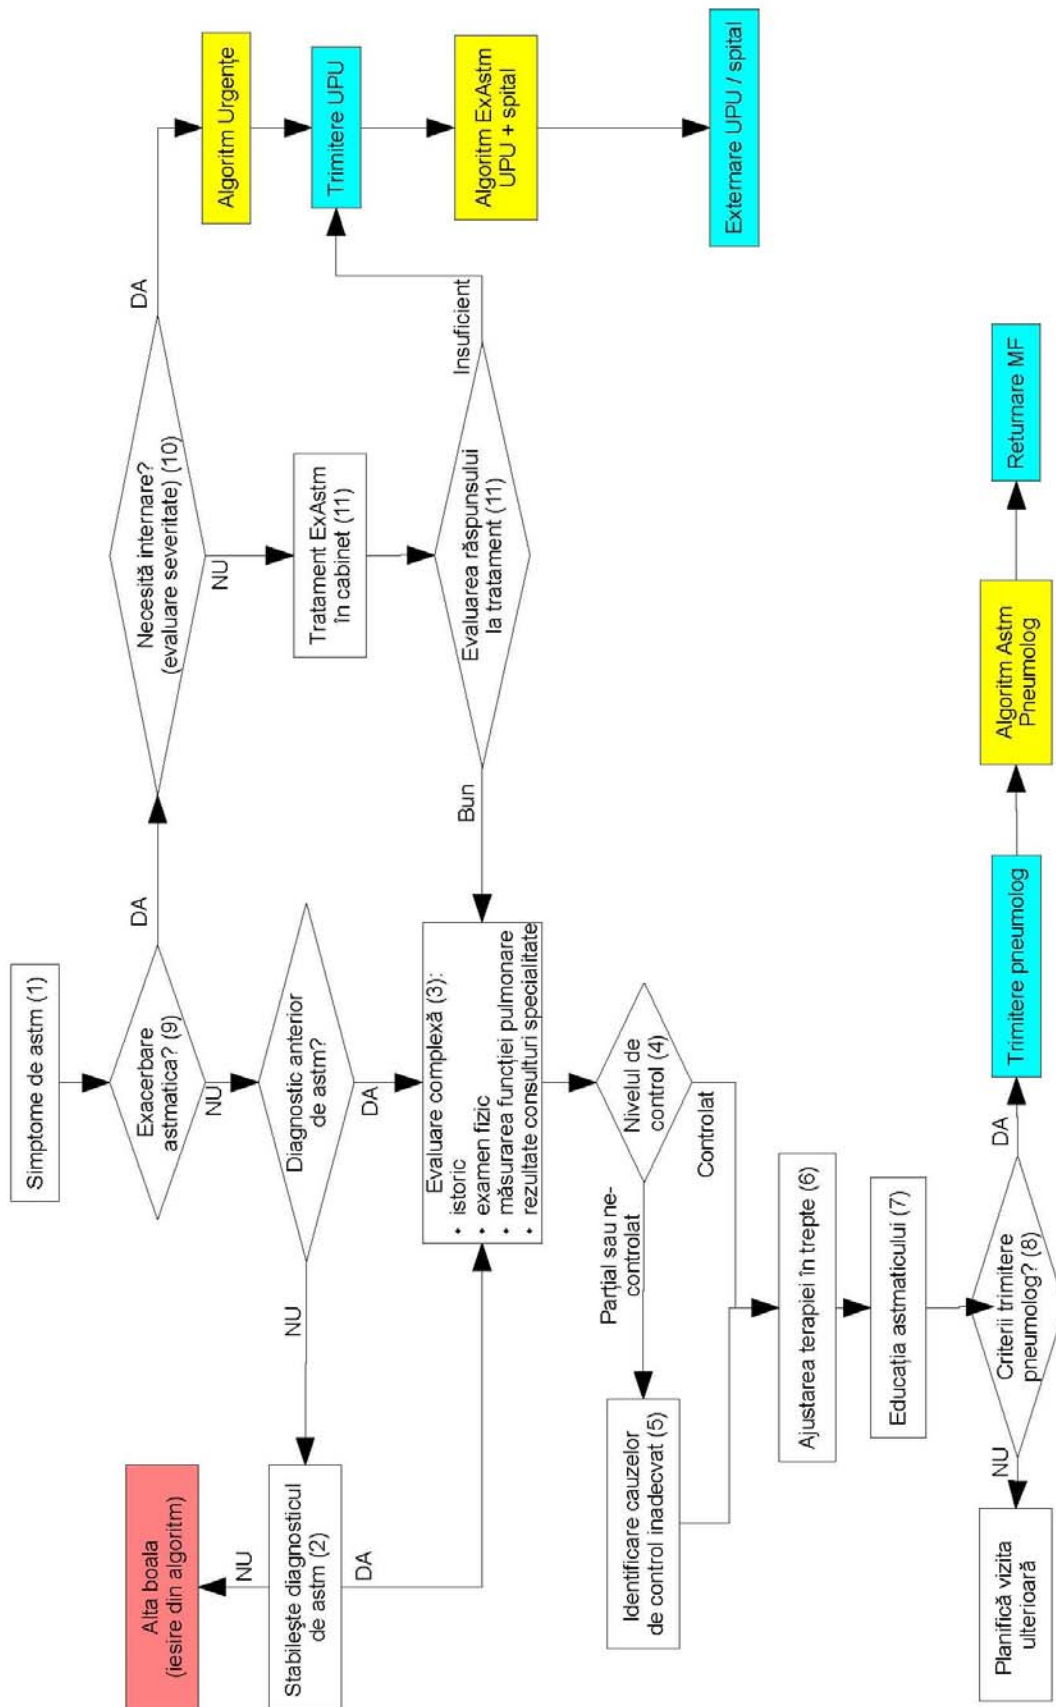 Simptome de astm (1)
Exacerbare
astmatica? (9)
DA
NU
Necesită internare?
(evaluare severitate) (10)
DA
NU
Algoritm Urgențe
Trimitere UPU
Tratament ExAstm
în cabinet (11)
Evaluarea răspunsului
la tratament (11)
Insuficient
Bun
Algoritm ExAstm
UPU + spital
Externare UPU / spital
Diagnostic anterior
de astm?
NU
DA
Alta boala
(iesire din algoritm)
NU
Stabileşte diagnosticul
de astm (2)
DA
Evaluare complexă (3):
• istoric
• examen fizic
• măsurarea funcției pulmonare
• rezultate consulturi specialitate
Nivelul de
control (4)
Parțial sau ne-
controlat
Controlat
Identificare cauzelor
de control inadecvat (5)
Ajustarea terapiei în trepte (6)
Educația astmaticului (7)
Criterii trimitere
pneumolog? (8)
NU
DA
Planifică vizita
ulterioară
Trimitere pneumolog
Algoritm Astm
Pneumolog
Returnare MF